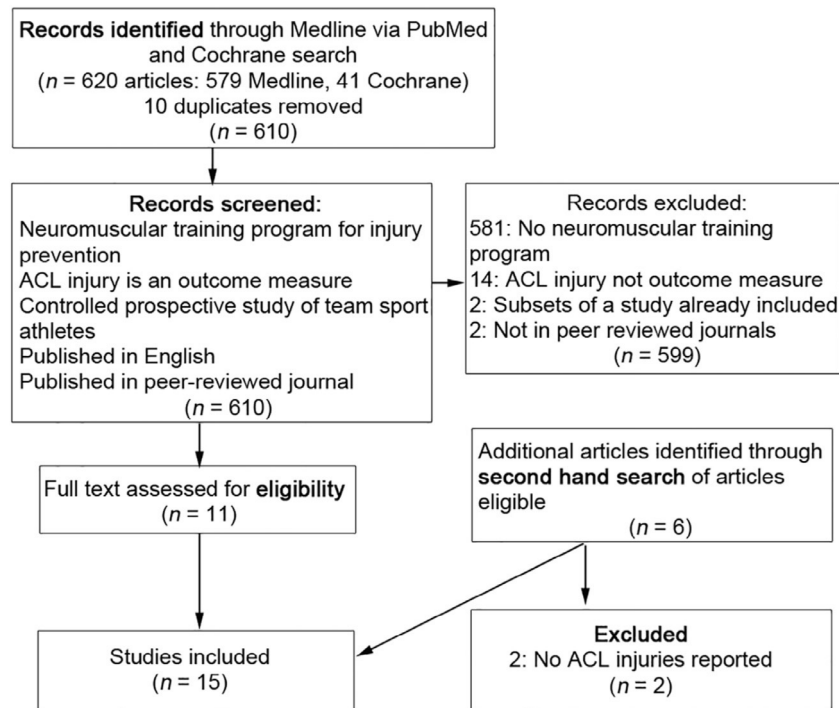 Records identified through Medline via PubMed
and Cochrane search
(n = 620 articles: 579 Medline, 41 Cochrane)
10 duplicates removed
(n = 610)
Records screened:
Neuromuscular training program for injury
prevention
ACL injury is an outcome measure
Controlled prospective study of team sport
athletes
Published in English
Published in peer-reviewed journal
(n = 610)
Records excluded:
581: No neuromuscular training
program
14: ACL injury not outcome measure
2: Subsets of a study already included
2: Not in peer reviewed journals
(n = 599)
Full text assessed for eligibility
(n = 11)
Additional articles identified through
second hand search of articles
eligible
(n = 6)
Studies included
(n = 15)
Excluded
2: No ACL injuries reported
(n = 2)